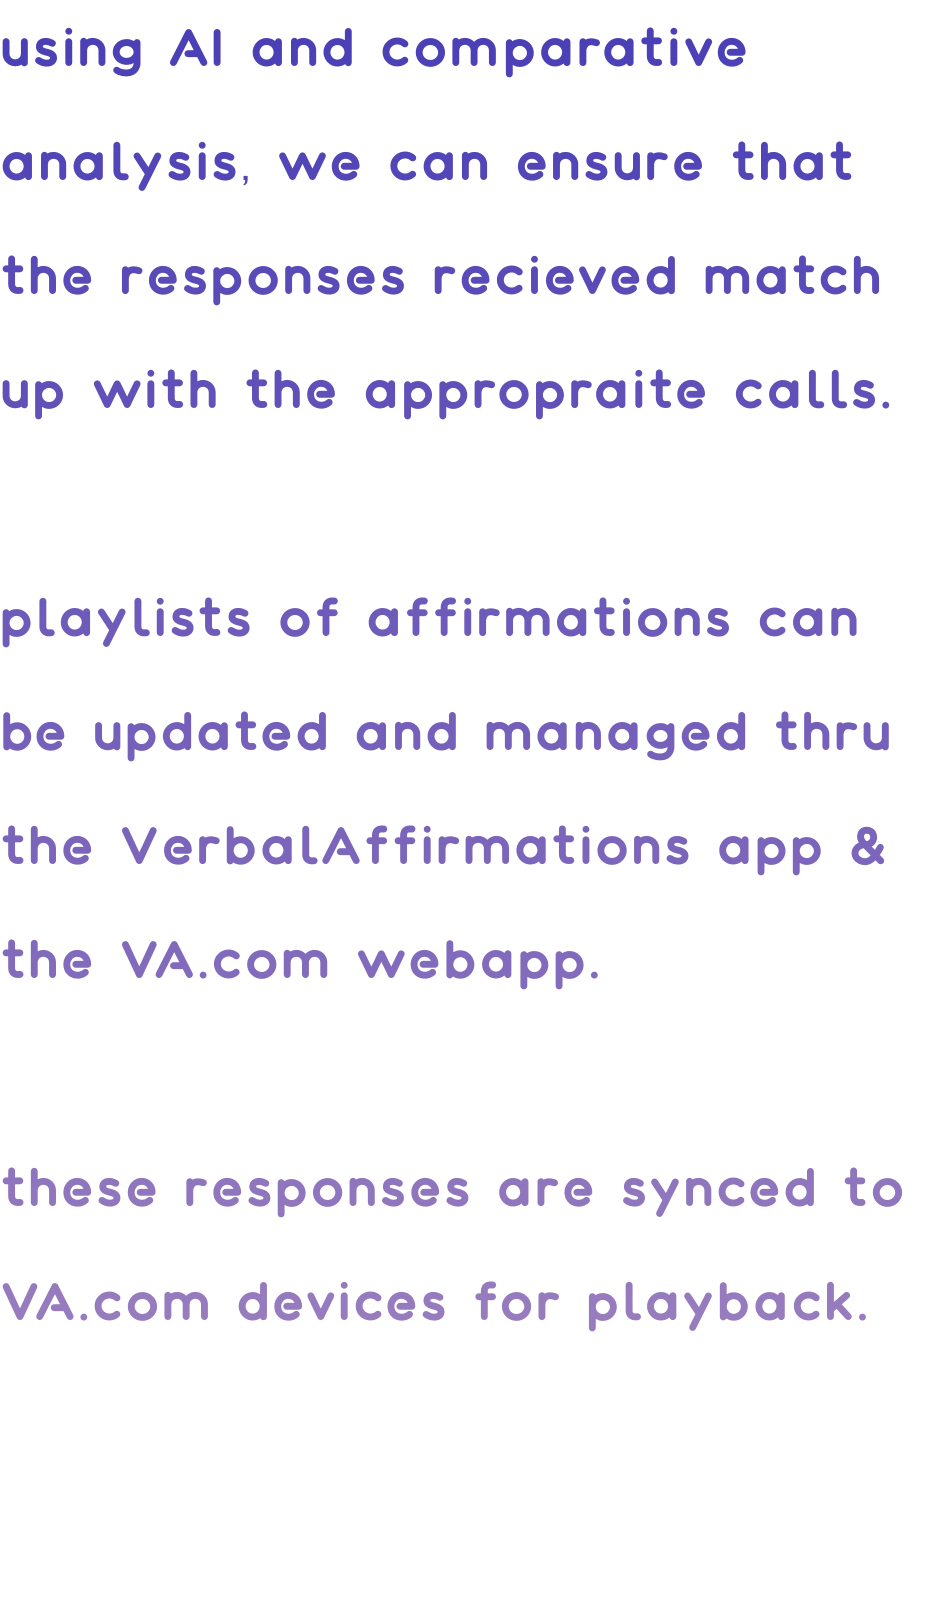 using AI and comparative
analysis, we can ensure that
the responses recieved match
up with the appropraite calls.
playlists of affirmations can
be updated and managed thru
the VerbalAffirmations app &
the VA.com webapp.
these responses are synced to
VA.com devices for playback.